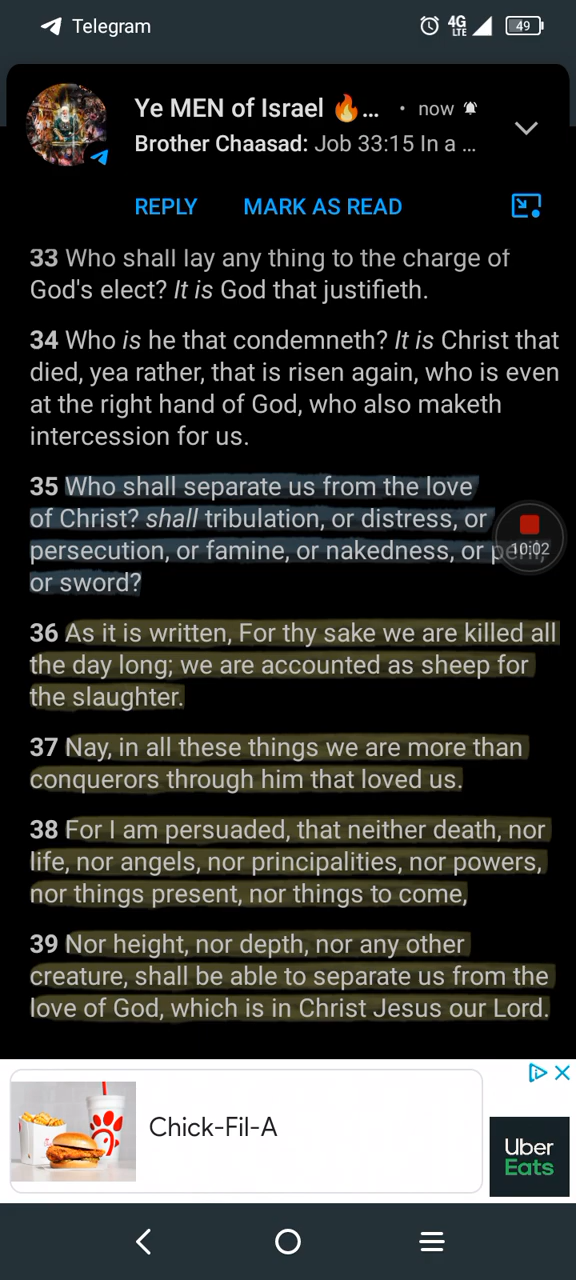 Telegram
4G
LTE
49
Ye MEN of Israel 🔥... • now
Brother Chaasad: Job 33:15 In a ...
REPLY MARK AS READ
33 Who shall lay any thing to the charge of
God's elect? It is God that justifieth.
34 Who is he that condemneth? It is Christ that
died, yea rather, that is risen again, who is even
at the right hand of God, who also maketh
intercession for us.
35 Who shall separate us from the love
of Christ? shall tribulation, or distress, or
persecution, or famine, or nakedness, or peril,
10:02
or sword?
36 As it is written, For thy sake we are killed all
the day long; we are accounted as sheep for
the slaughter.
37 Nay, in all these things we are more than
conquerors through him that loved us.
38 For I am persuaded, that neither death, nor
life, nor angels, nor principalities, nor powers,
nor things present, nor things to come,
39 Nor height, nor depth, nor any other
creature, shall be able to separate us from the
love of God, which is in Christ Jesus our Lord.
Chick-Fil-A
Uber
Eats